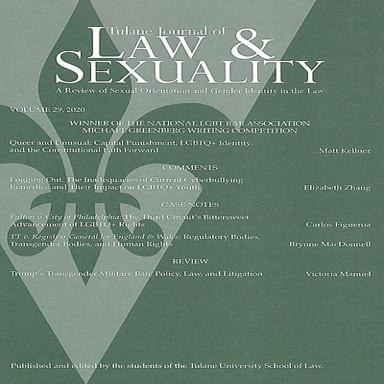 Tulane Journal of
LAW &
SEXUALITY
A Review of Sexual Orientation and Gender Identity in the Law
VOLUME 29, 2020
WINNER OF THE NATIONAL LGBT BAR ASSOCIATION
MICHAEL GREENBERG WRITING COMPETITION
Queer and Unusual: Capital Punishment, LGBTQ+ Identity,
and the Constitutional Path Forward Matt Kellner
COMMENTS
Logging Out: The Inadequacies of Current Cyberbullying
Remedies and Their Impact on LGBTQ+ Youth Elizabeth Zhang
CASE NOTES
Fulton v. City of Philadelphia: The Third Circuit's Bittersweet
Advancement of LGBTQ+ Rights Carlos Figueroa
TT v. Registrar General for England & Wales: Regulatory Bodies,
Transgender Bodies, and Human Rights Brynne MacDonnell
REVIEW
Trump's Transgender Military Ban: Policy, Law, and Litigation Victoria Manuel
Published and edited by the students of the Tulane University School of Law.